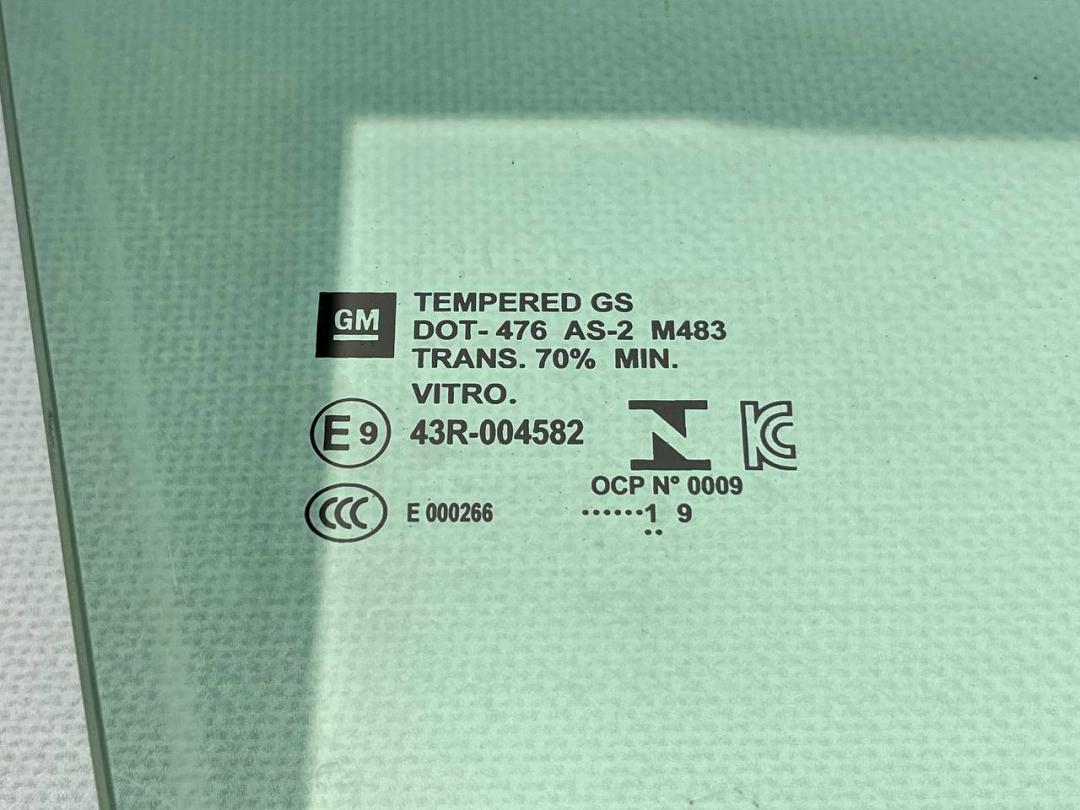 GM
TEMPERED GS
DOT- 476 AS-2 M483
TRANS. 70% MIN.
VITRO.
E 9 43R-004582
KC
OCP N° 0009
CCC E 000266
······1 9
··